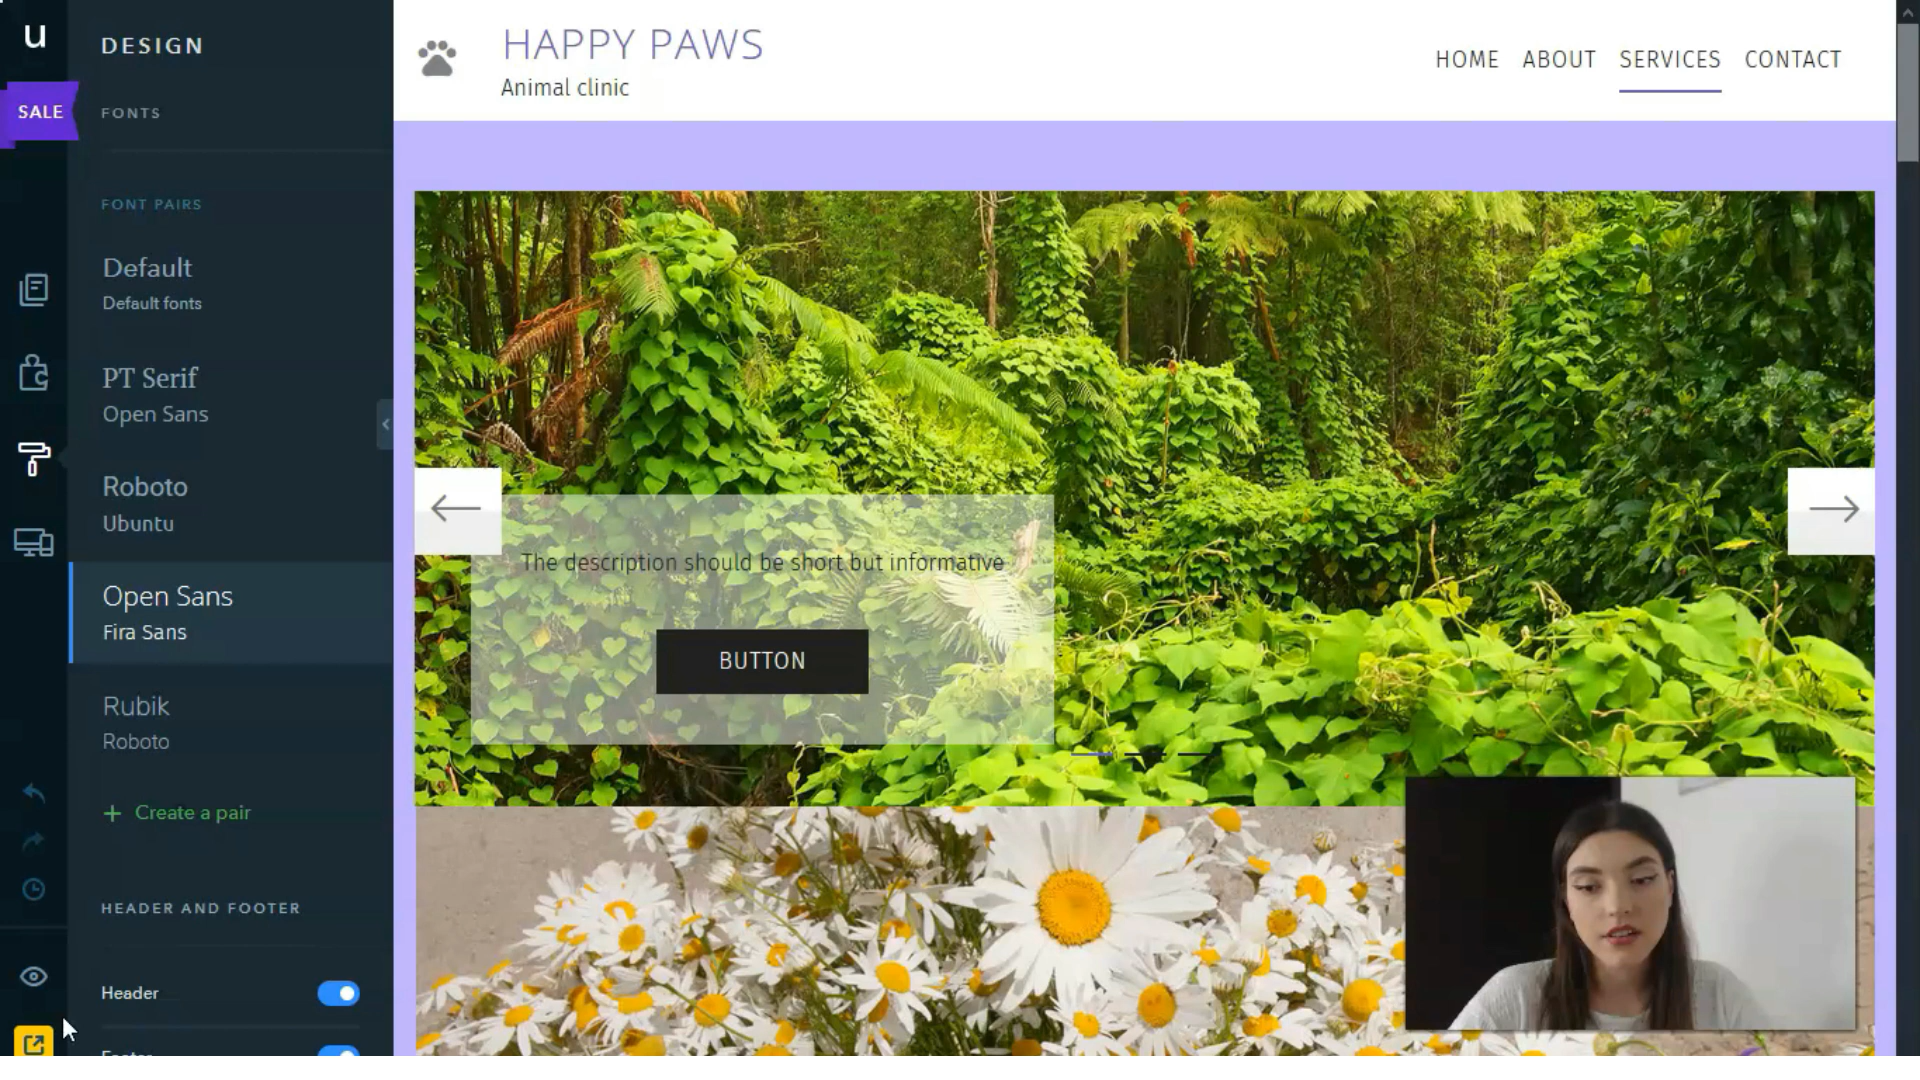 u
DESIGN
SALE
FONTS
FONT PAIRS
Default
Default fonts
PT Serif
Open Sans
Roboto
Ubuntu
Open Sans
Fira Sans
Rubik
Roboto
+ Create a pair
HEADER AND FOOTER
Header
Footer
HAPPY PAWS
Animal clinic
HOME ABOUT SERVICES CONTACT
The description should be short but informative
BUTTON